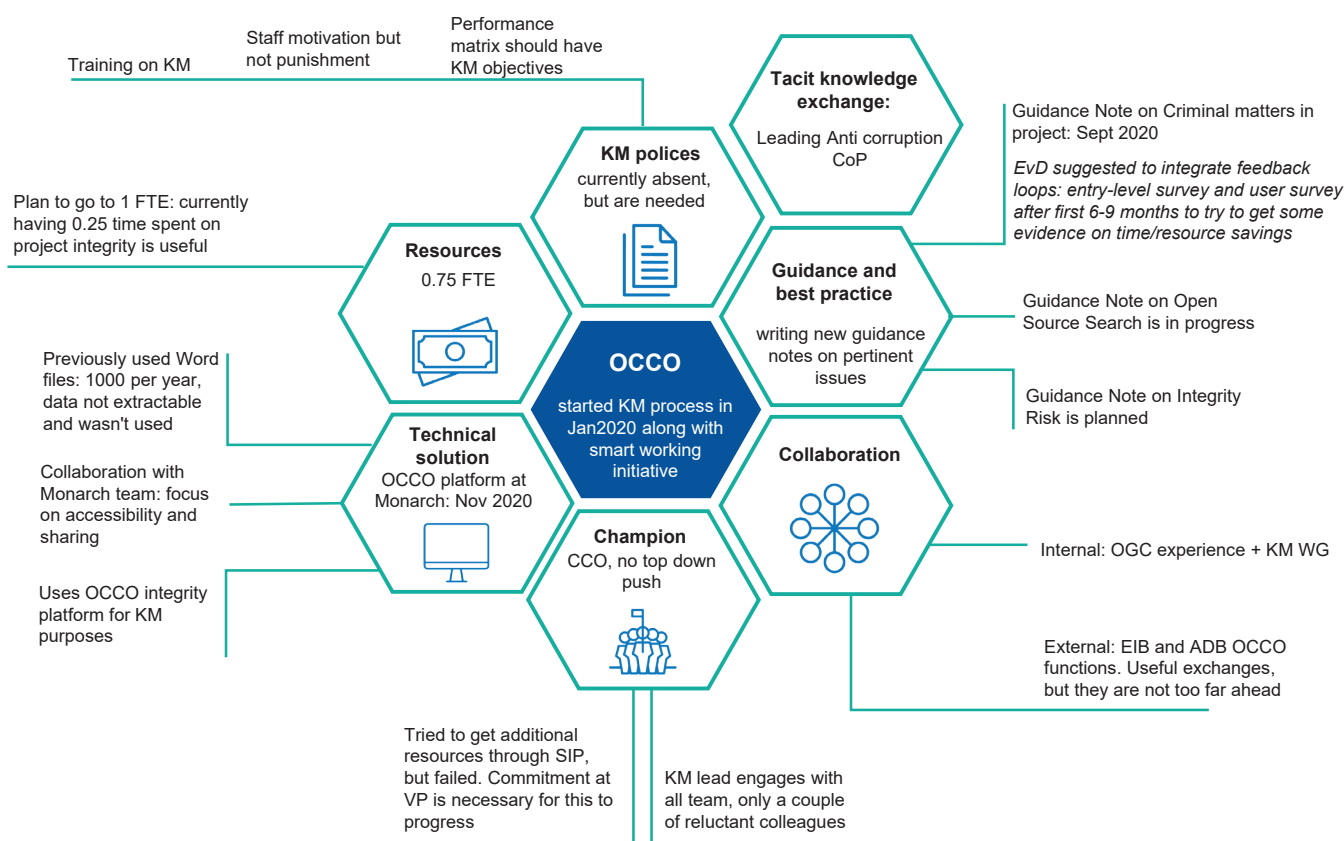 Training on KM
Staff motivation but
not punishment
Performance
matrix should have
KM objectives
Tacit knowledge
exchange:
Leading Anti corruption
CoP
KM polices
currently absent,
but are needed
Guidance Note on Criminal matters in
project: Sept 2020
EvD suggested to integrate feedback
loops: entry-level survey and user survey
after first 6-9 months to try to get some
evidence on time/resource savings
Plan to go to 1 FTE: currently
having 0.25 time spent on
project integrity is useful
Resources
0.75 FTE
Guidance and
best practice
writing new guidance
notes on pertinent
issues
Guidance Note on Open
Source Search is in progress
Guidance Note on Integrity
Risk is planned
OCCO
started KM process in
Jan2020 along with
smart working
initiative
Previously used Word
files: 1000 per year,
data not extractable
and wasn't used
Technical
solution
OCCO platform at
Monarch: Nov 2020
Collaboration with
Monarch team: focus
on accessibility and
sharing
Uses OCCO integrity
platform for KM
purposes
Collaboration
Internal: OGC experience + KM WG
External: EIB and ADB OCCO
functions. Useful exchanges,
but they are not too far ahead
Champion
CCO, no top down
push
Tried to get additional
resources through SIP,
but failed. Commitment at
VP is necessary for this to
progress
KM lead engages with
all team, only a couple
of reluctant colleagues